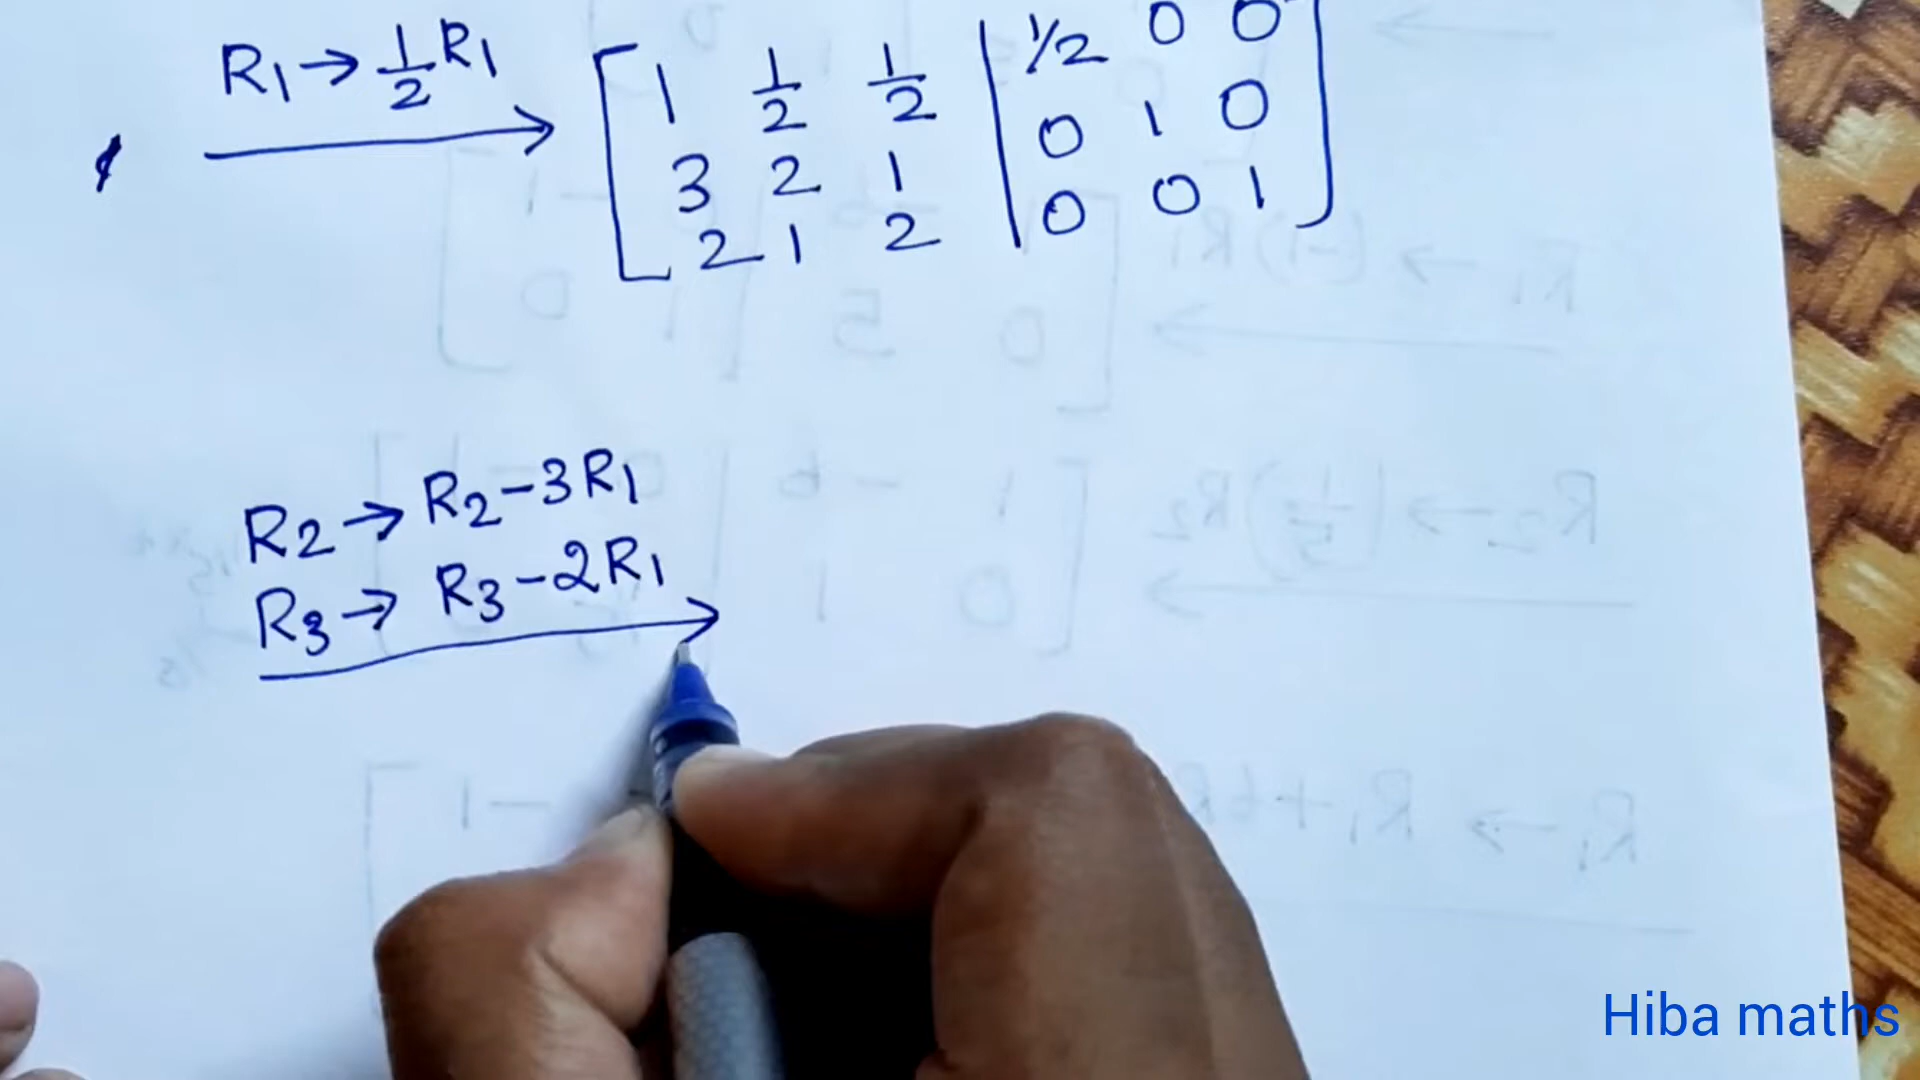 R1 → 1/2 R1
[ 1 1/2 1/2 | 1/2 0 0
3 2 1 | 0 1 0
2 1 2 | 0 0 1 ]
R2 → R2 - 3R1
R3 → R3 - 2R1
Hiba maths